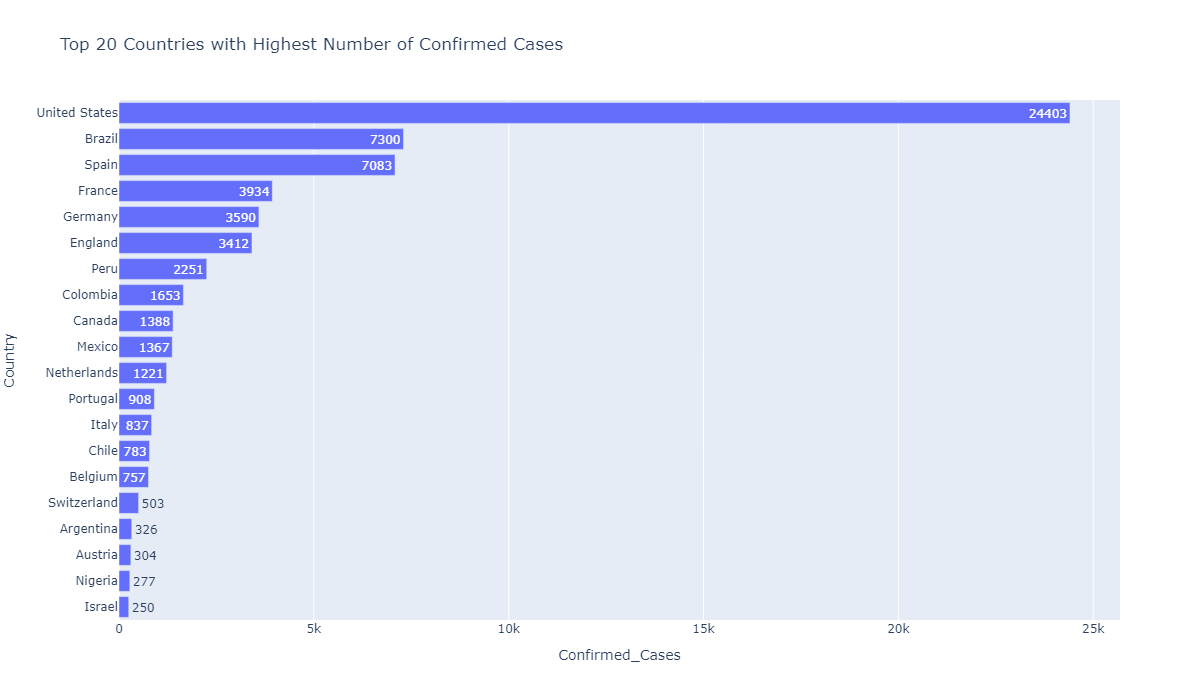 Top 20 Countries with Highest Number of Confirmed Cases
Country
United States 24403
Brazil 7300
Spain 7083
France 3934
Germany 3590
England 3412
Peru 2251
Colombia 1653
Canada 1388
Mexico 1367
Netherlands 1221
Portugal 908
Italy 837
Chile 783
Belgium 757
Switzerland 503
Argentina 326
Austria 304
Nigeria 277
Israel 250
0 5k 10k 15k 20k 25k
Confirmed_Cases